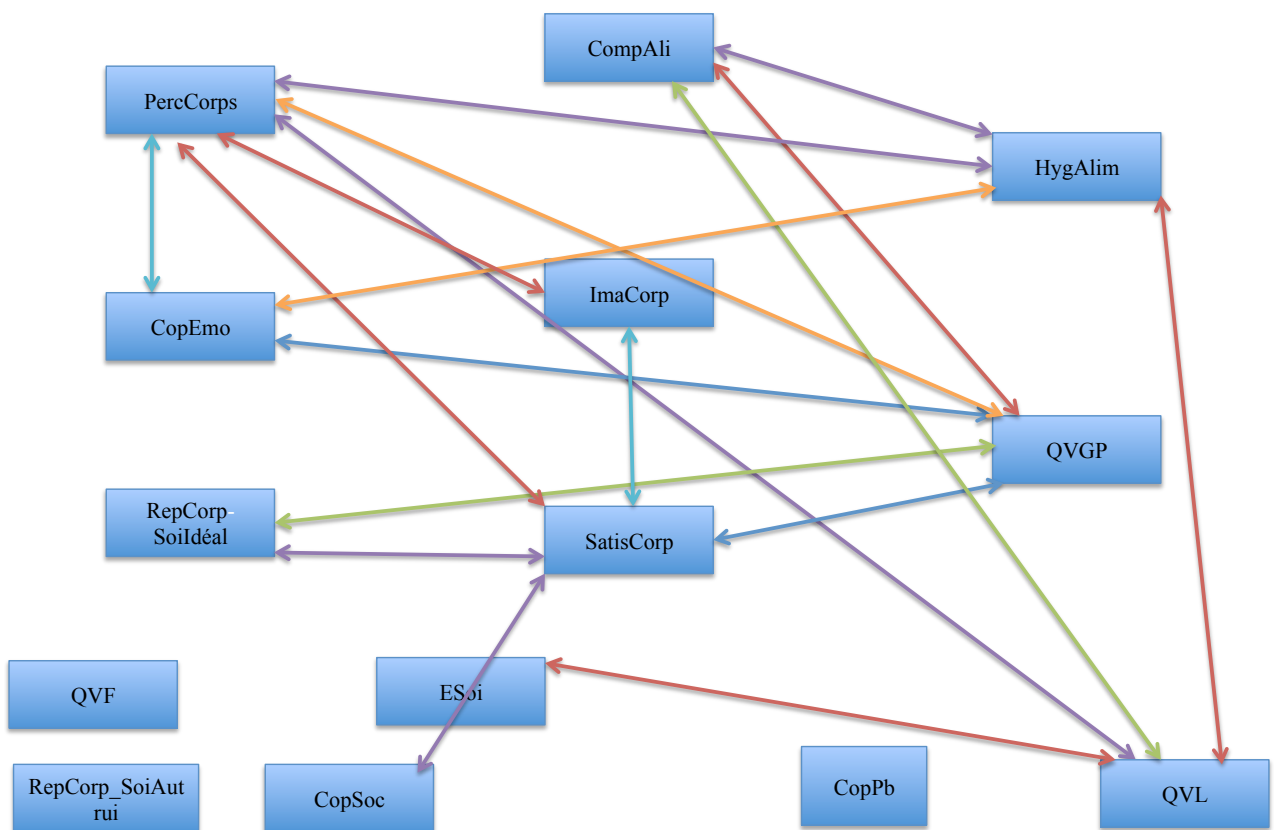 CompAli
PercCorps
HygAlim
ImaCorp
CopEmo
QVGP
RepCorp-
SoiIdéal
SatisCorp
QVF
ESoi
RepCorp_SoiAut
rui
CopSoc
CopPb
QVL